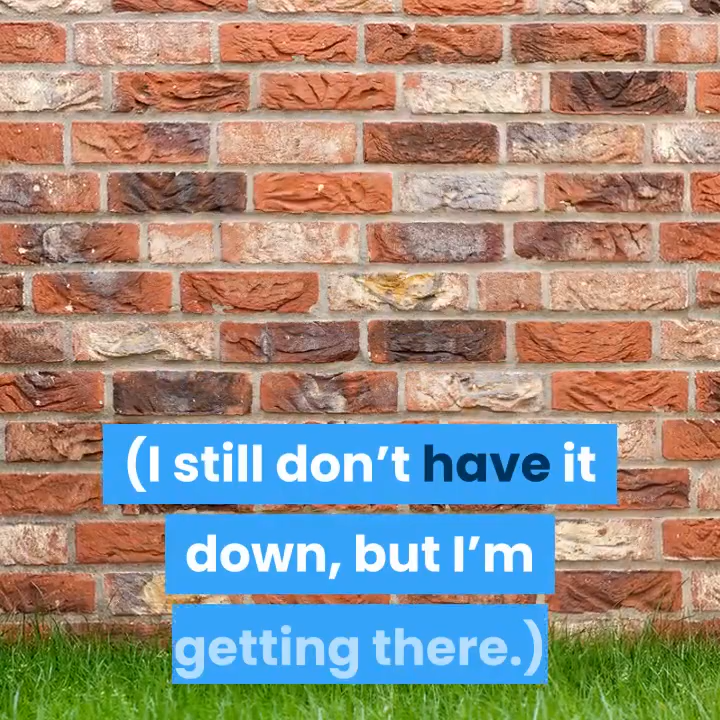 (I still don’t have it
down, but I’m
getting there.)